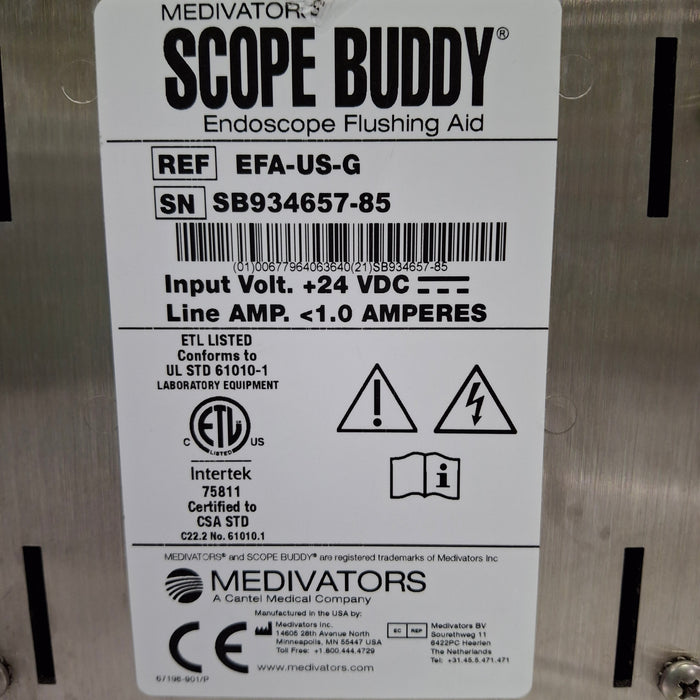 MEDIVATORS
SCOPE BUDDY®
Endoscope Flushing Aid
REF EFA-US-G
SN SB934657-85
(01)00677964063640(21)SB934657-85
Input Volt. +24 VDC
Line AMP. <1.0 AMPERES
ETL LISTED
Conforms to
UL STD 61010-1
LABORATORY EQUIPMENT
C ETL US
LISTED
Intertek
75811
Certified to
CSA STD
C22.2 No. 61010.1
i
MEDIVATORS® and SCOPE BUDDY® are registered trademarks of Medivators Inc
MEDIVATORS
A Cantel Medical Company
Manufactured in the USA by:
Medivators Inc.
14605 28th Avenue North
Minneapolis, MN 55447 USA
Toll Free: +1.800.444.4729
EC REP
Medivators BV
Sourethweg 11
6422PC Heerlen
The Netherlands
Tel: +31.45.5.471.471
CE
www.medivators.com
67196-901/P